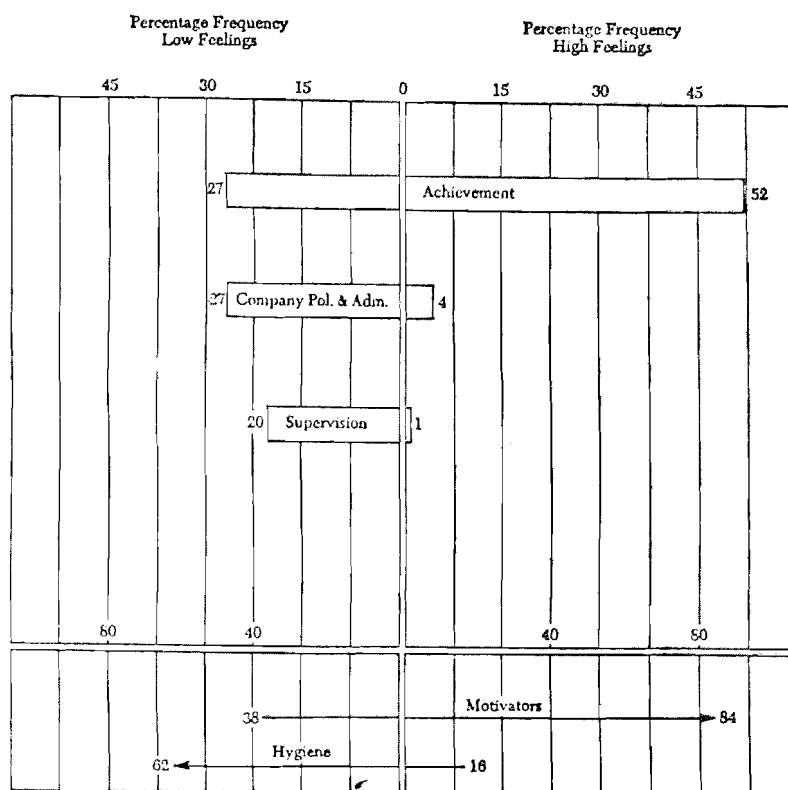 Percentage Frequency
Low Feelings
Percentage Frequency
High Feelings
45 30 15 0 15 30 45
27 Achievement 52
27 Company Pol. & Adm. 4
20 Supervision 1
80 40 40 80
Motivators
38 84
Hygiene
62 16